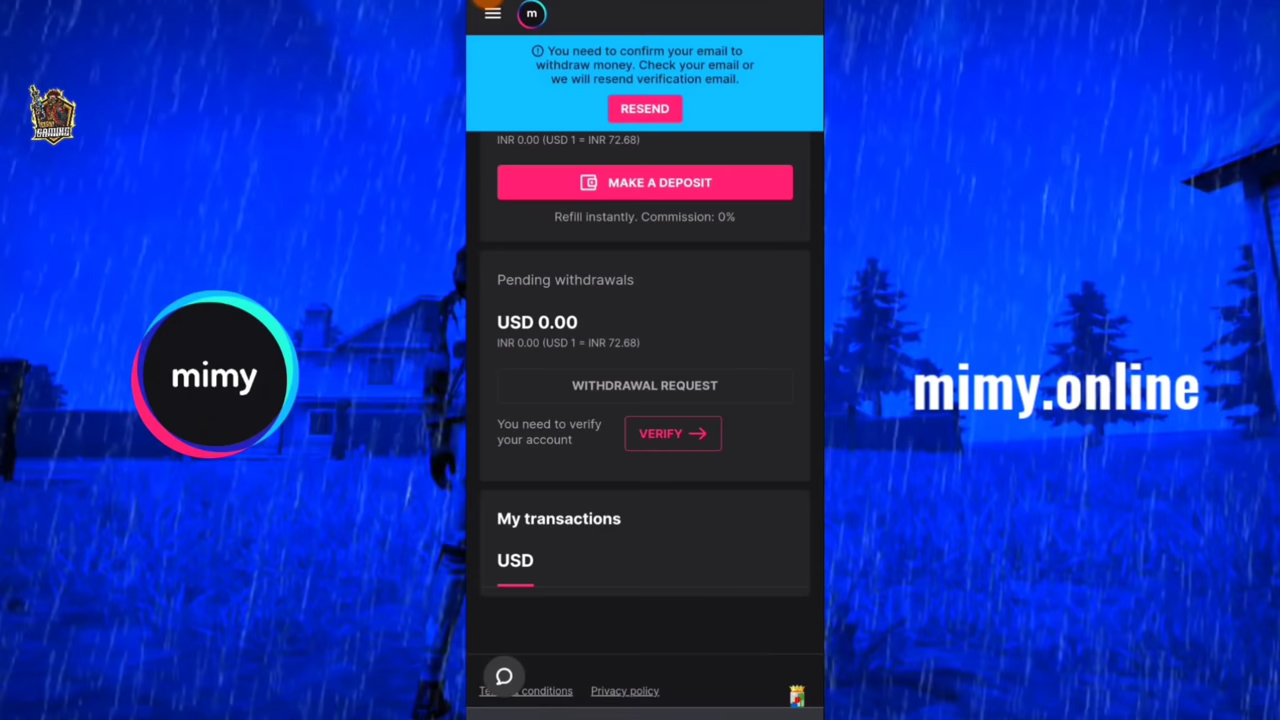 GAMING
m
You need to confirm your email to
withdraw money. Check your email or
we will resend verification email.
RESEND
INR 0.00 (USD 1 = INR 72.68)
MAKE A DEPOSIT
Refill instantly. Commission: 0%
Pending withdrawals
USD 0.00
INR 0.00 (USD 1 = INR 72.68)
WITHDRAWAL REQUEST
You need to verify
your account
VERIFY
My transactions
USD
conditions
Privacy policy
mimy
mimy.online